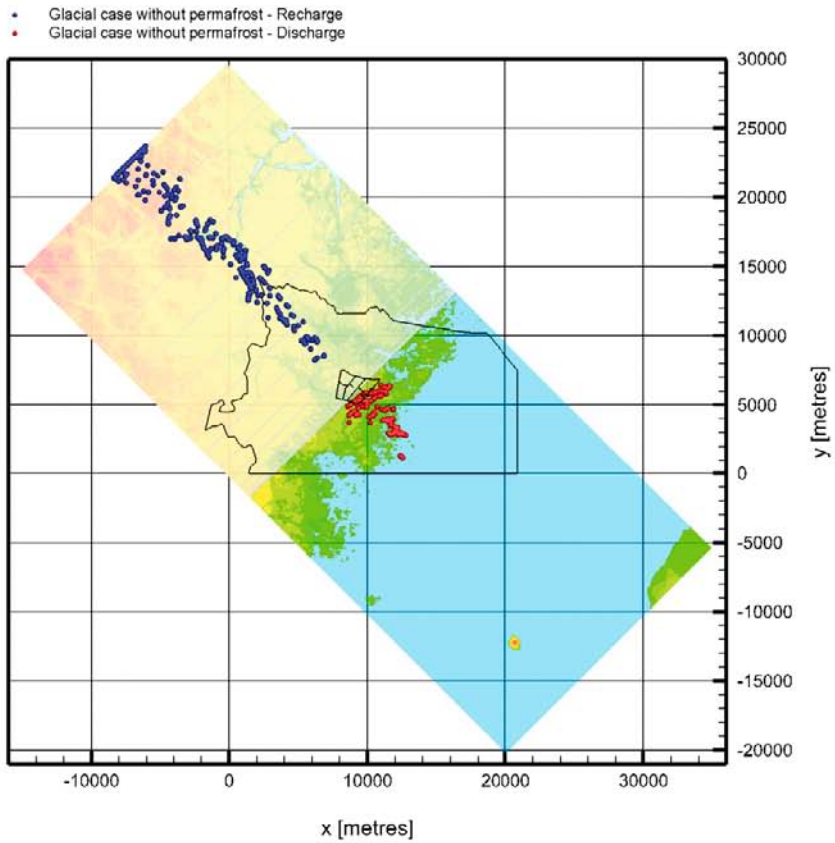 Glacial case without permafrost - Recharge
Glacial case without permafrost - Discharge
30000
25000
20000
15000
10000
5000
0
-5000
-10000
-15000
-20000
y [metres]
-10000 0 10000 20000 30000
x [metres]